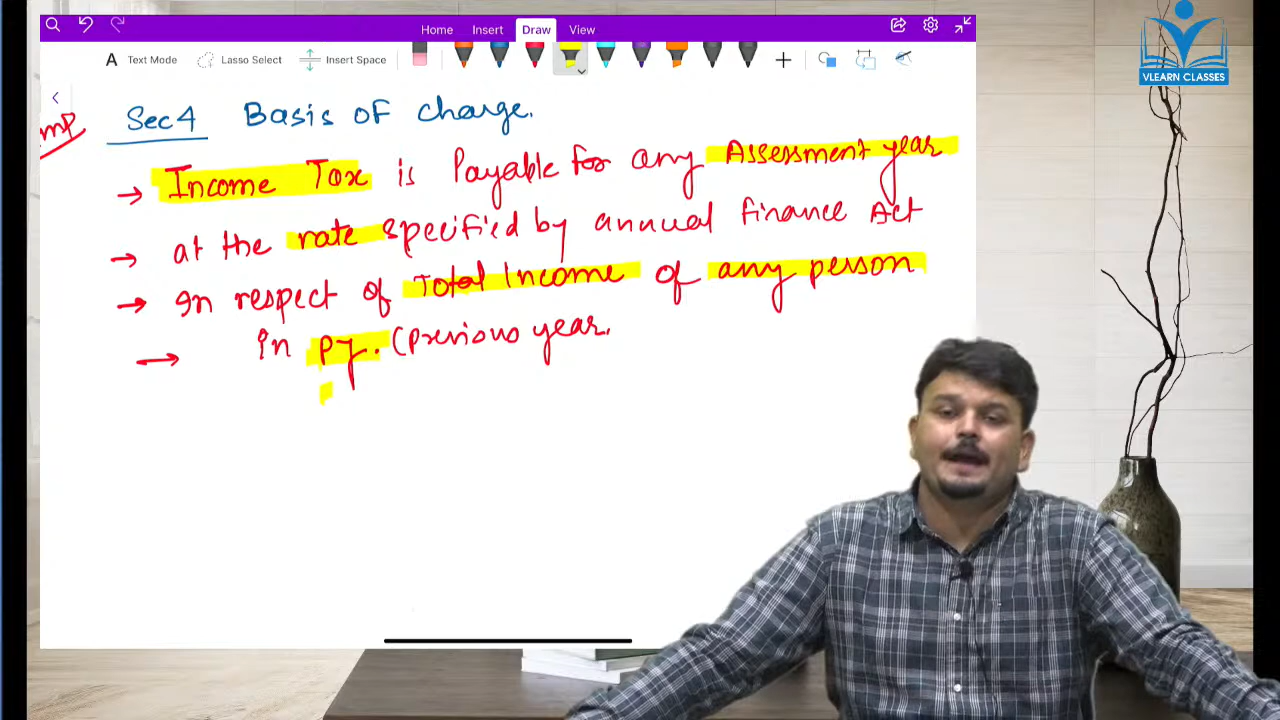 Home Insert Draw View
A Text Mode Lasso Select Insert Space
VLEARN CLASSES
Imp
Sec 4 Basis of charge.
→ Income Tax is Payable for any Assessment year
→ at the rate specified by annual finance Act
→ In respect of Total Income of any person
→ in py. (Previous year.